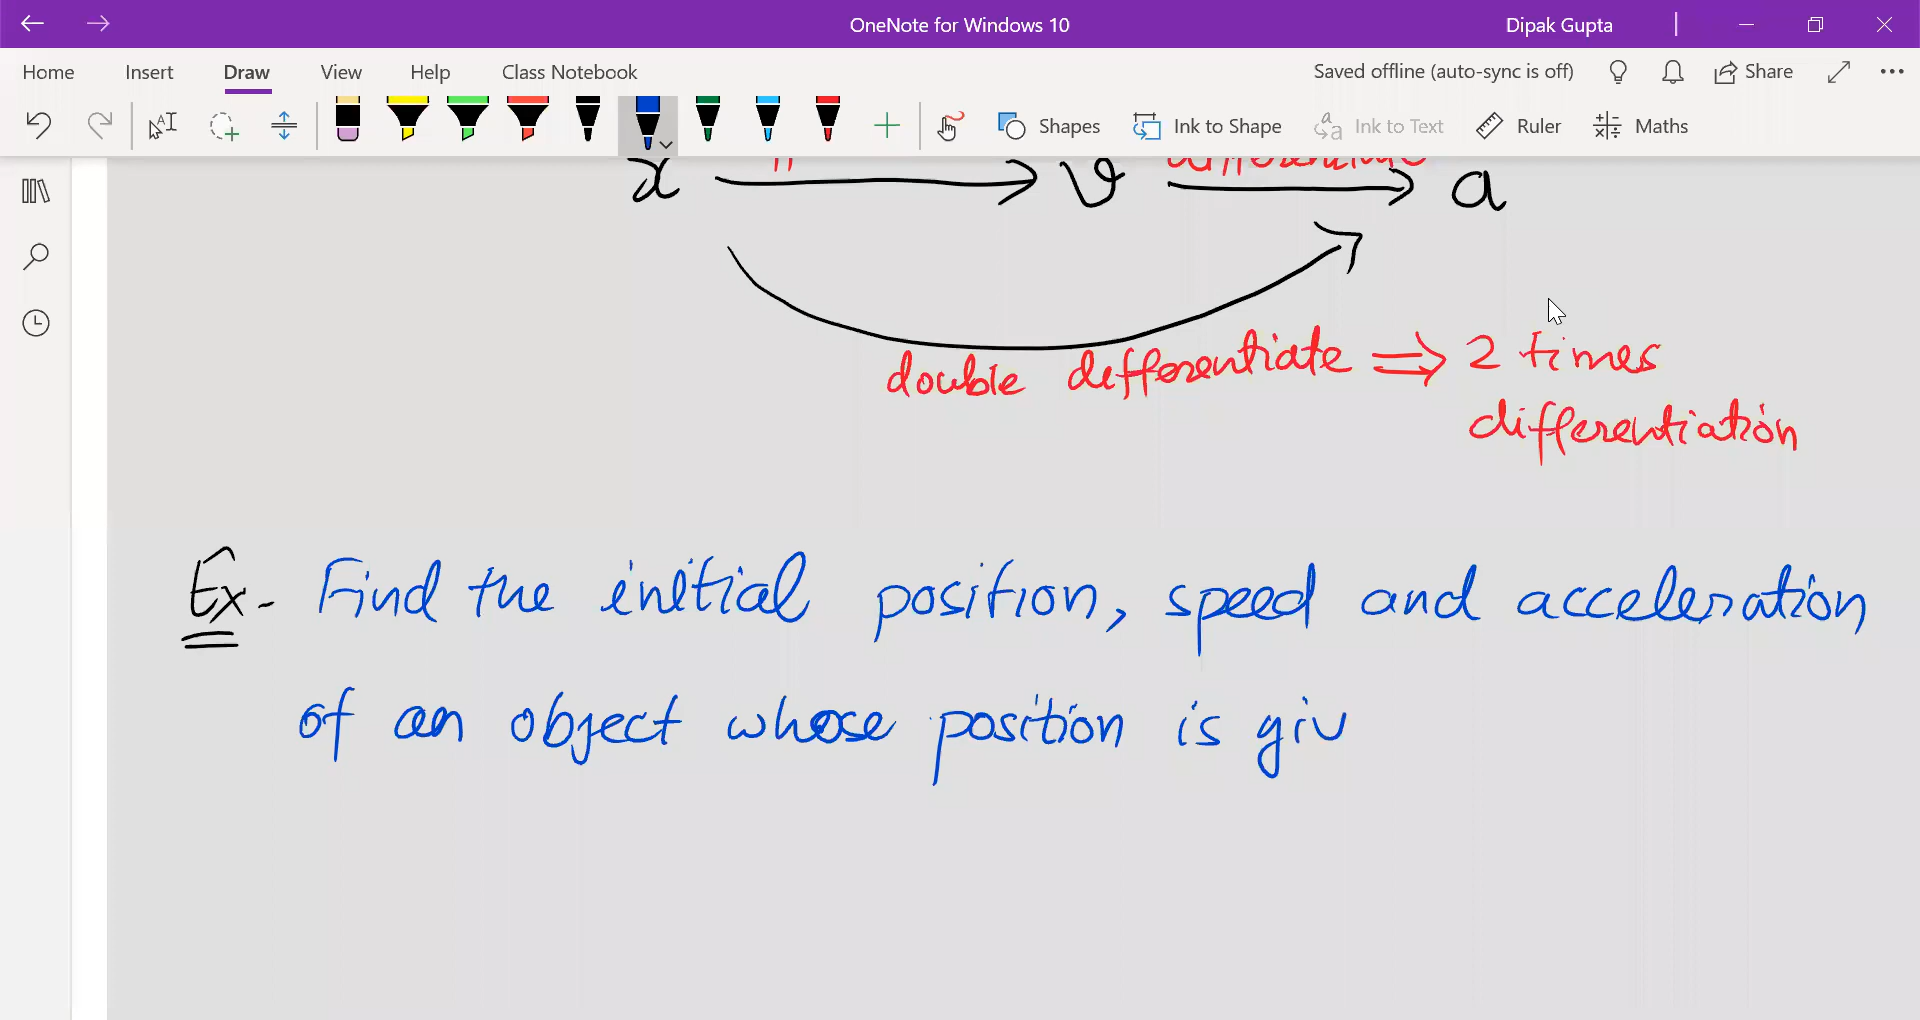 OneNote for Windows 10
Dipak Gupta
Home Insert Draw View Help Class Notebook
Saved offline (auto-sync is off) Share
Shapes Ink to Shape Ink to Text Ruler Maths
x v a
double differentiate ⇒ 2 times
differentiation
Ex- Find the initial position, speed and acceleration
of an object whose position is giv